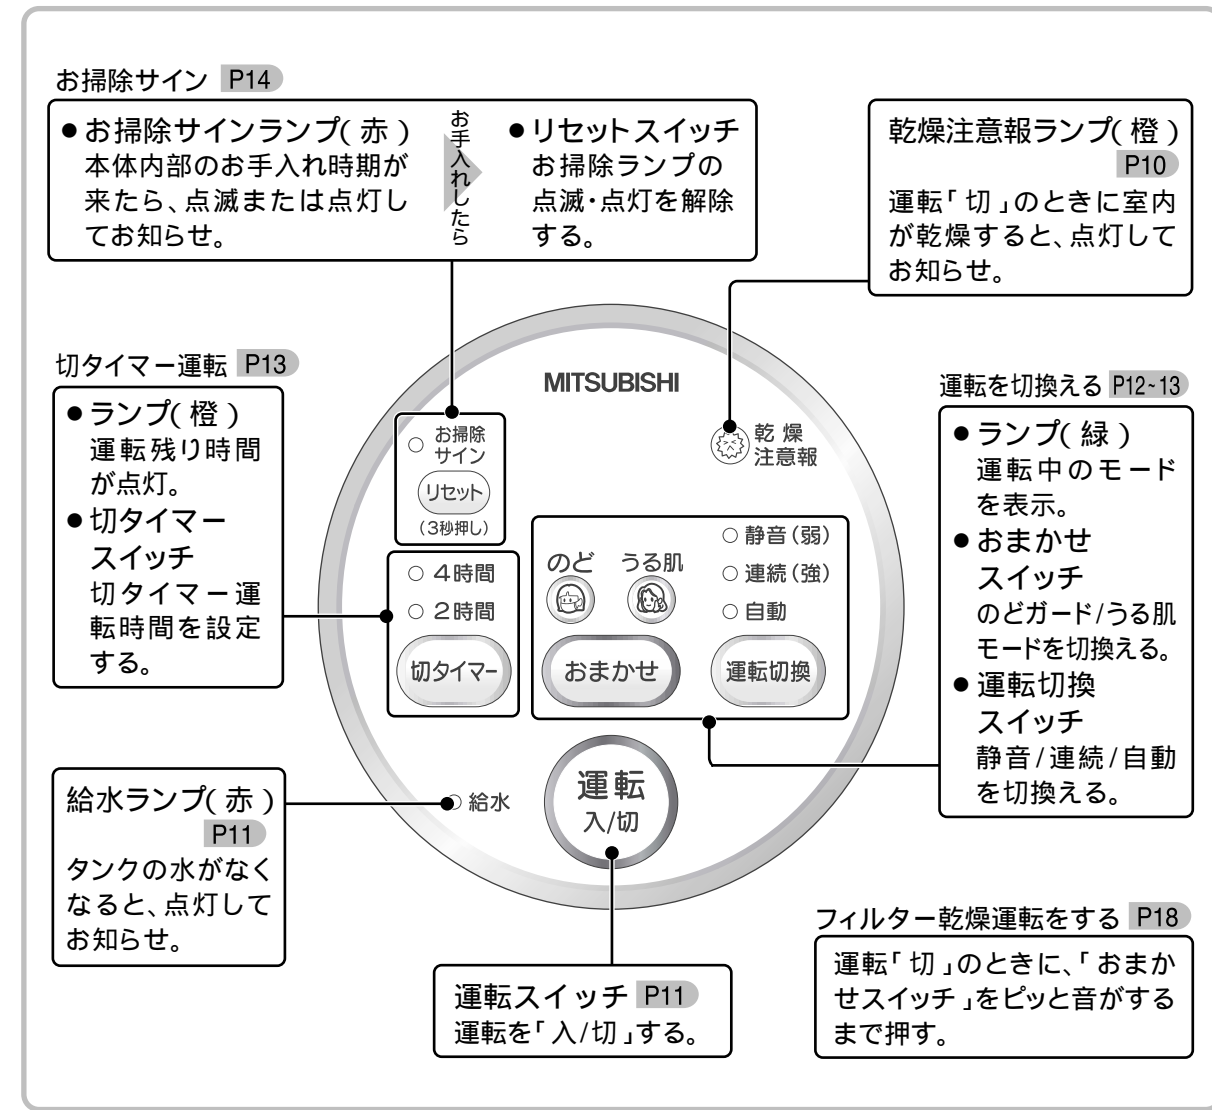 お掃除サイン P14
●お掃除サインランプ(赤)
本体内部のお手入れ時期が
来たら、点滅または点灯し
てお知らせ。
お手入れしたら
●リセットスイッチ
お掃除ランプの
点滅・点灯を解除
する。
乾燥注意報ランプ(橙)
P10
運転「切」のときに室内
が乾燥すると、点灯して
お知らせ。
切タイマー運転 P13
●ランプ(橙)
運転残り時間
が点灯。
●切タイマー
スイッチ
切タイマー運
転時間を設定
する。
MITSUBISHI
お掃除
サイン
リセット
(3秒押し)
乾燥
注意報
4時間
2時間
切タイマー
のど
うる肌
おまかせ
静音(弱)
連続(強)
自動
運転切換
給水
運転
入/切
運転を切換える P12~13
●ランプ(緑)
運転中のモード
を表示。
●おまかせ
スイッチ
のどガード/うる肌
モードを切換える。
●運転切換
スイッチ
静音/連続/自動
を切換える。
給水ランプ(赤)
P11
タンクの水がなく
なると、点灯して
お知らせ。
運転スイッチ P11
運転を「入/切」する。
フィルター乾燥運転をする P18
運転「切」のときに、「おまか
せスイッチ」をピッと音がする
まで押す。